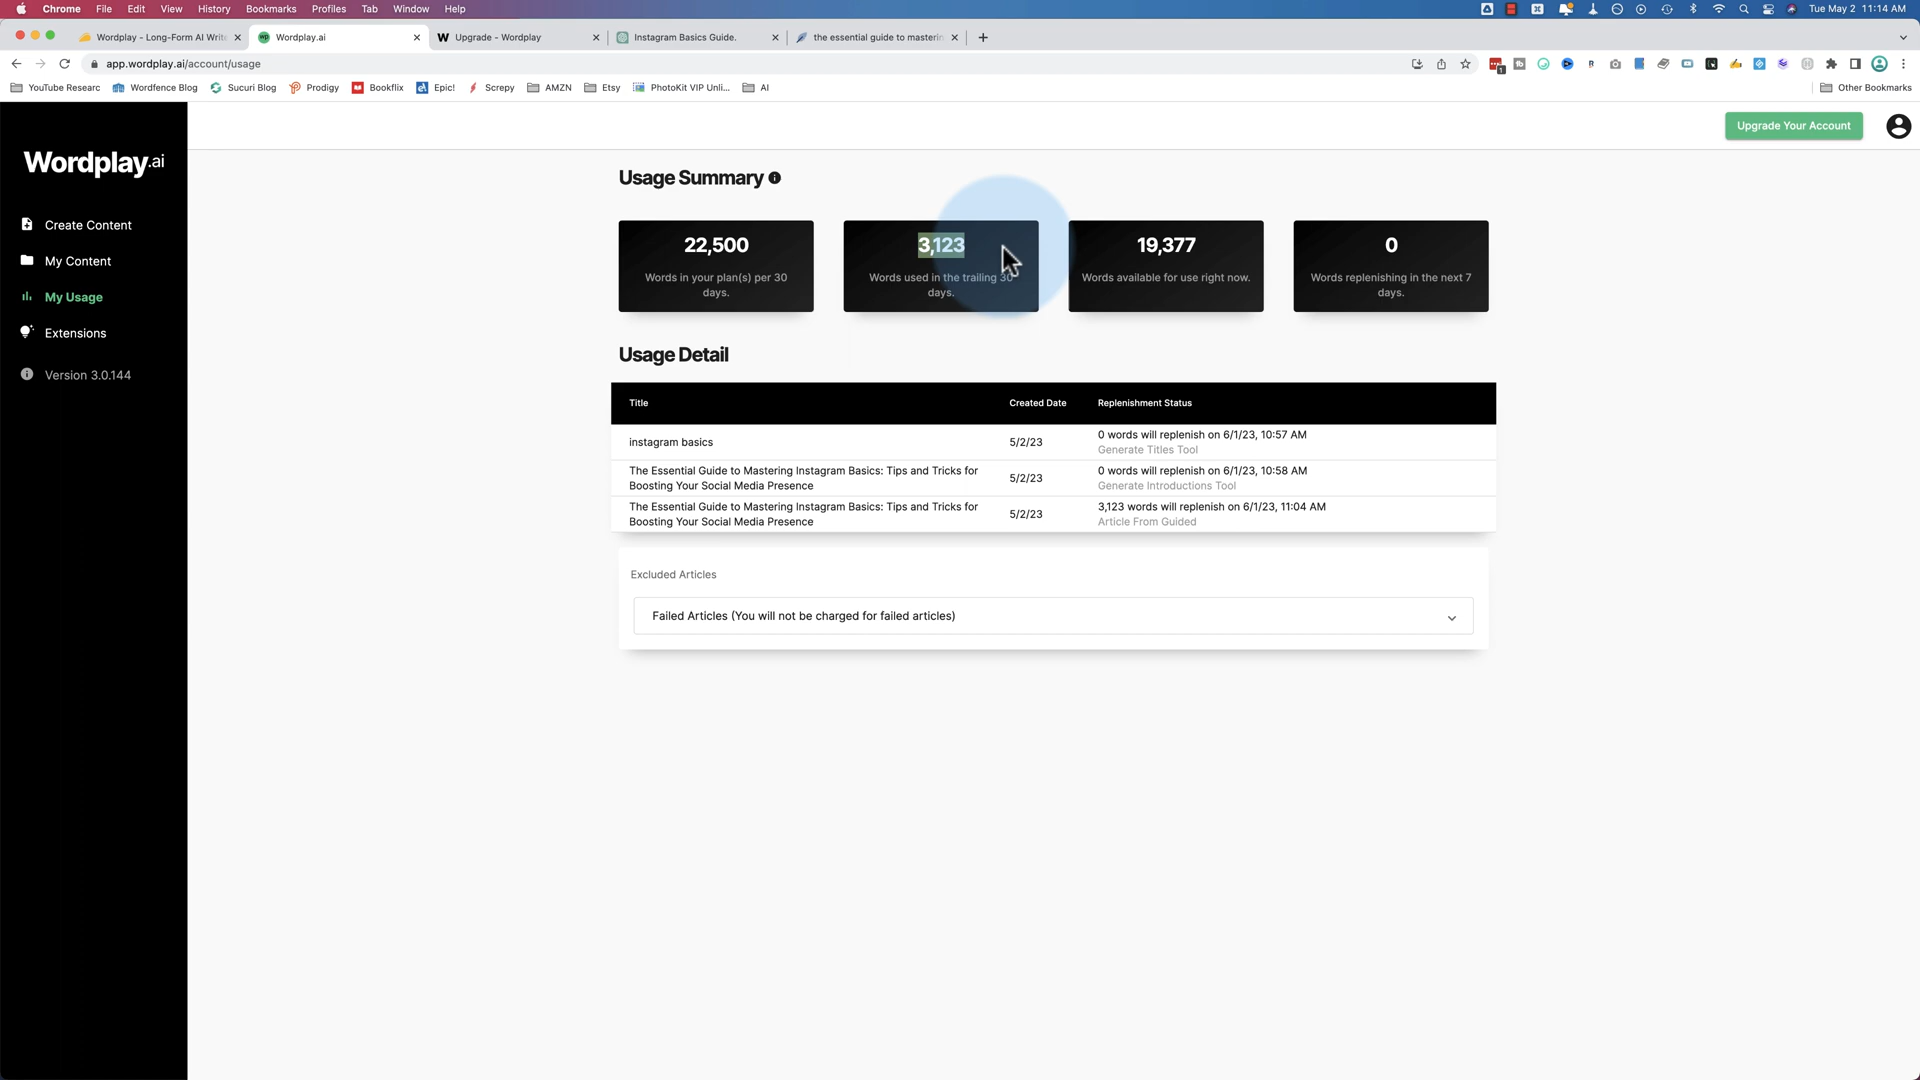 Chrome File Edit View History Bookmarks Profiles Tab Window Help
Tue May 2 11:14 AM
Wordplay - Long-Form AI Write
Wordplay.ai
Upgrade - Wordplay
Instagram Basics Guide.
the essential guide to masterin
app.wordplay.ai/account/usage
1
YouTube Researc
Wordfence Blog
Sucuri Blog
Prodigy
Bookflix
Epic!
Screpy
AMZN
Etsy
PhotoKit VIP Unli...
AI
Other Bookmarks
Wordplay.ai
Create Content
My Content
My Usage
Extensions
Version 3.0.144
Upgrade Your Account
Usage Summary
22,500
Words in your plan(s) per 30
days.
3,123
Words used in the trailing 30
days.
19,377
Words available for use right now.
0
Words replenishing in the next 7
days.
Usage Detail
Title Created Date Replenishment Status
instagram basics
5/2/23
0 words will replenish on 6/1/23, 10:57 AM
Generate Titles Tool
The Essential Guide to Mastering Instagram Basics: Tips and Tricks for
Boosting Your Social Media Presence
5/2/23
0 words will replenish on 6/1/23, 10:58 AM
Generate Introductions Tool
The Essential Guide to Mastering Instagram Basics: Tips and Tricks for
Boosting Your Social Media Presence
5/2/23
3,123 words will replenish on 6/1/23, 11:04 AM
Article From Guided
Excluded Articles
Failed Articles (You will not be charged for failed articles)